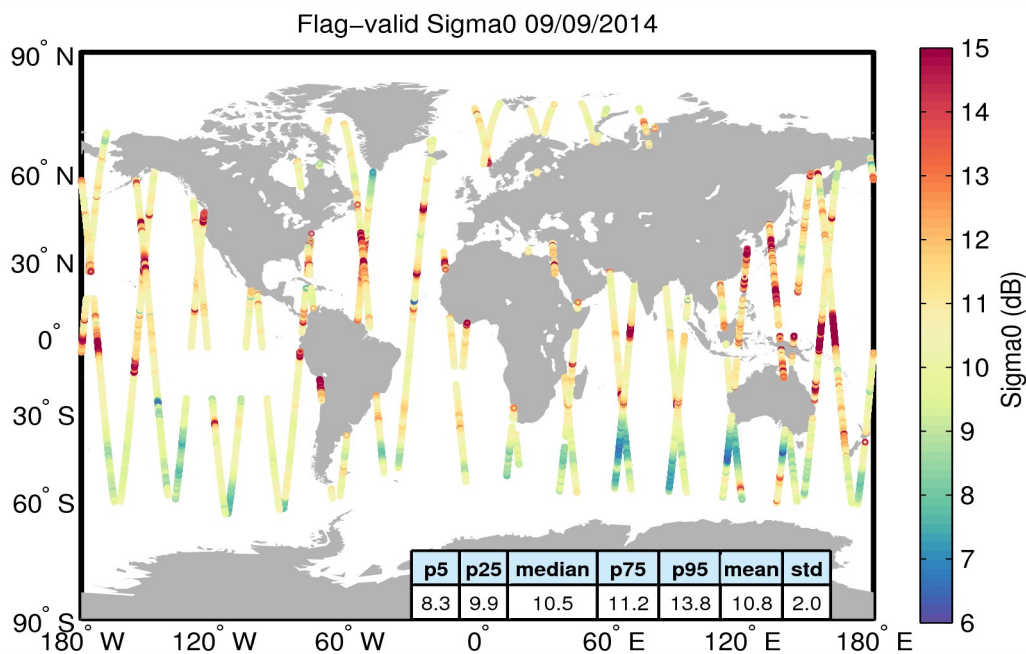 Flag−valid Sigma0 09/09/2014
90° N
60° N
30° N
0°
30° S
60° S
90° S
180° W
120° W
60° W
0°
60° E
120° E
180° E
p5 p25 median p75 p95 mean std
8.3 9.9 10.5 11.2 13.8 10.8 2.0
15
14
13
12
11
10
9
8
7
6
Sigma0 (dB)